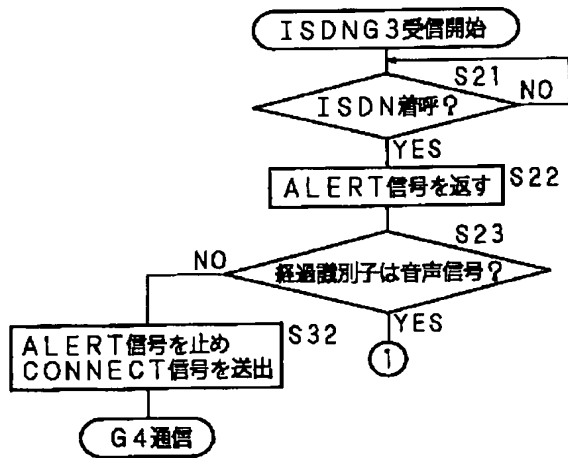 ISDNG3受信開始
S21
ISDN着呼?
NO
YES
ALERT信号を返す
S22
S23
経過識別子は音声信号?
NO
YES
ALERT信号を止め
CONNECT信号を送出
S32
1
G4通信